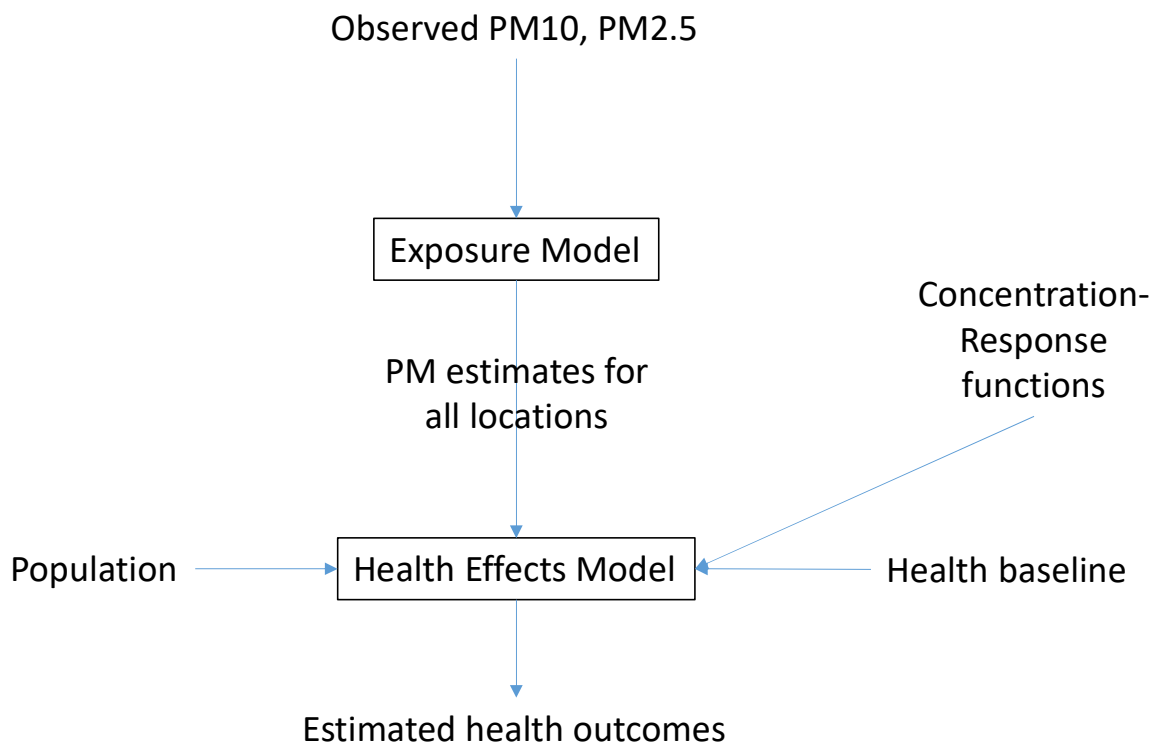 Observed PM10, PM2.5
Exposure Model
Concentration-
Response
functions
PM estimates for
all locations
Population
Health Effects Model
Health baseline
Estimated health outcomes